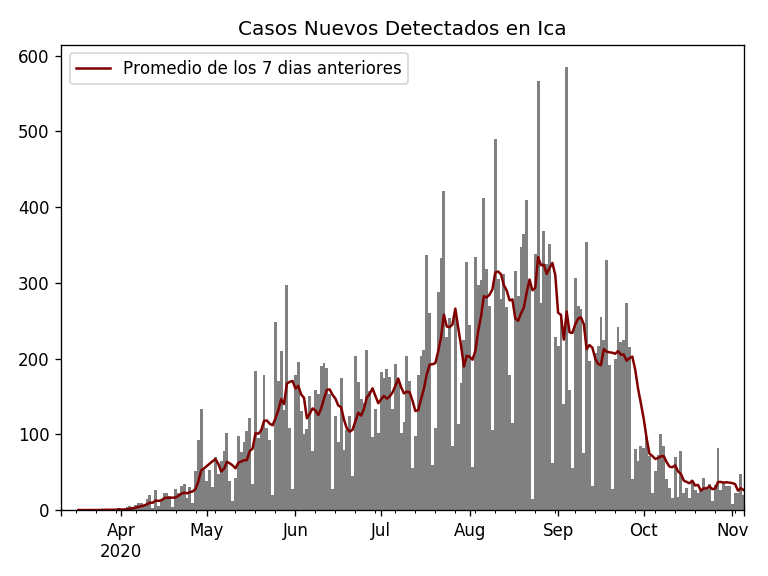 Casos Nuevos Detectados en Ica
Promedio de los 7 dias anteriores
600
500
400
300
200
100
0
Apr May Jun Jul Aug Sep Oct Nov
2020